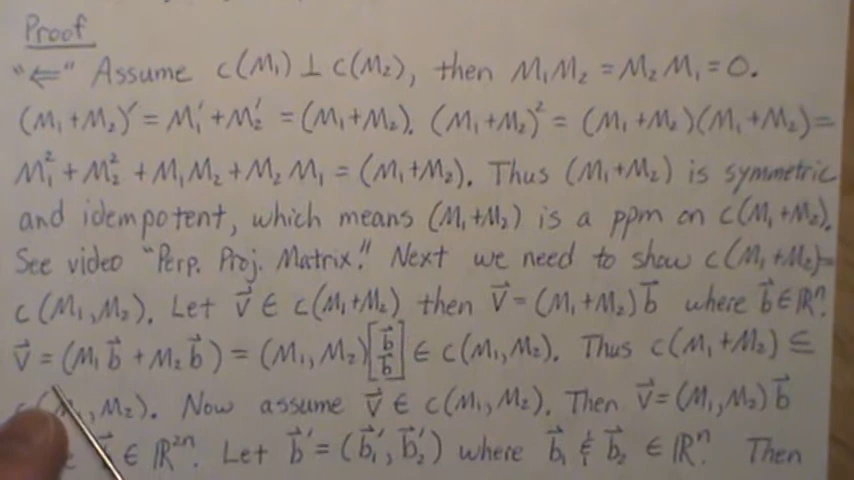 Proof
"⇐" Assume C(M₁) ⊥ C(M₂), then M₁M₂ = M₂M₁ = 0.
(M₁+M₂)' = M₁' + M₂' = (M₁+M₂). (M₁+M₂)² = (M₁+M₂)(M₁+M₂) =
M₁² + M₂² + M₁M₂ + M₂M₁ = (M₁+M₂). Thus (M₁+M₂) is symmetric
and idempotent, which means (M₁+M₂) is a ppm on C(M₁+M₂).
See video "Perp. Proj. Matrix." Next we need to show C(M₁+M₂) =
C(M₁,M₂). Let v⃗ ∈ C(M₁+M₂) then v⃗ = (M₁+M₂)b⃗ where b⃗ ∈ ℝⁿ.
v⃗ = (M₁b⃗ + M₂b⃗) = (M₁,M₂)[b⃗ b⃗] ∈ C(M₁,M₂). Thus C(M₁+M₂) ⊆
M₂). Now assume v⃗ ∈ C(M₁,M₂). Then v⃗ = (M₁,M₂)b⃗
∈ ℝ²ⁿ. Let b⃗' = (b⃗₁', b⃗₂') where b⃗₁ & b⃗₂ ∈ ℝⁿ. Then